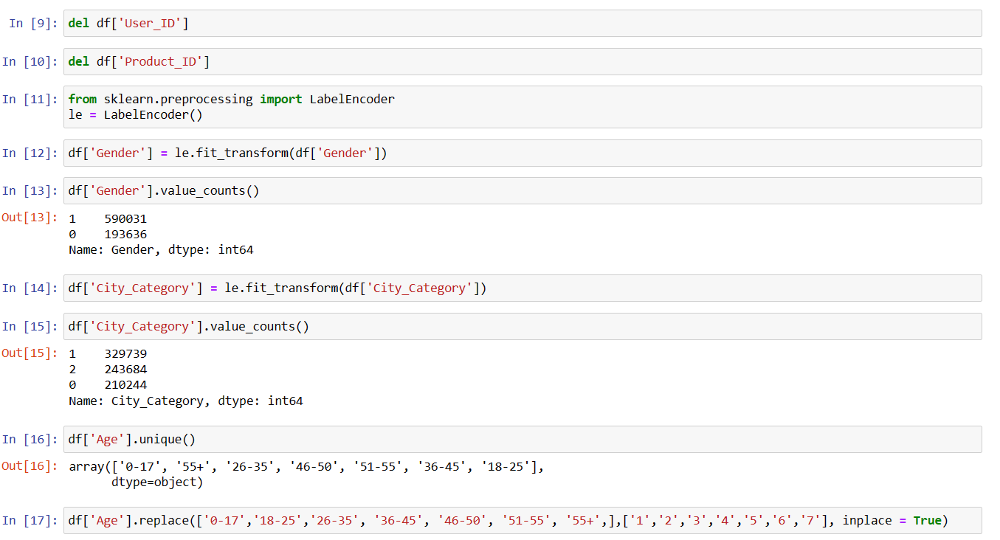 In [9]: del df['User_ID']
In [10]: del df['Product_ID']
In [11]: from sklearn.preprocessing import LabelEncoder
le = LabelEncoder()
In [12]: df['Gender'] = le.fit_transform(df['Gender'])
In [13]: df['Gender'].value_counts()
Out[13]: 1    590031
0    193636
Name: Gender, dtype: int64
In [14]: df['City_Category'] = le.fit_transform(df['City_Category'])
In [15]: df['City_Category'].value_counts()
Out[15]: 1    329739
2    243684
0    210244
Name: City_Category, dtype: int64
In [16]: df['Age'].unique()
Out[16]: array(['0-17', '55+', '26-35', '46-50', '51-55', '36-45', '18-25'],
      dtype=object)
In [17]: df['Age'].replace(['0-17','18-25','26-35', '36-45', '46-50', '51-55', '55+',],['1','2','3','4','5','6','7'], inplace = True)